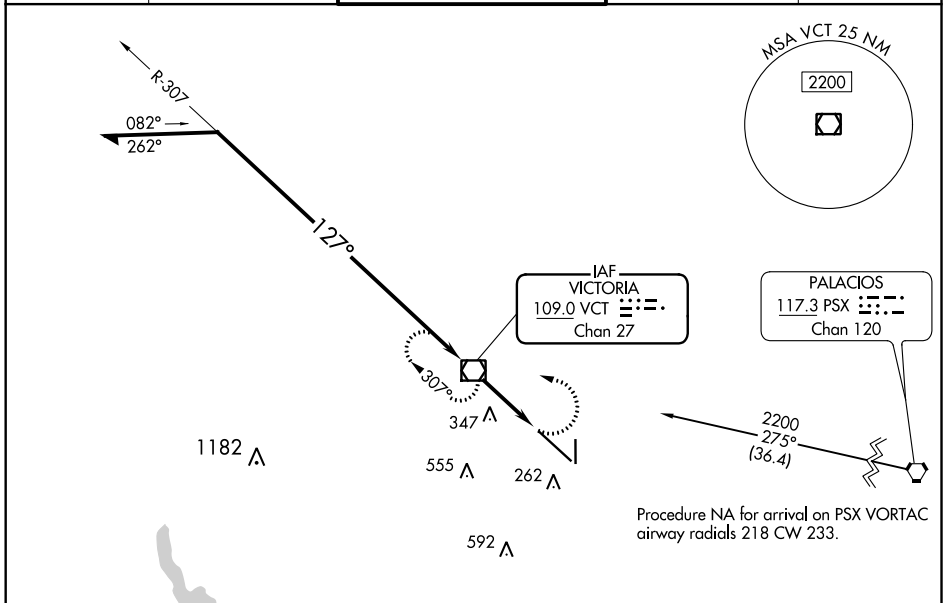 MSA VCT 25 NM
2200
R-307
082°
262°
127°
IAF
VICTORIA
109.0 VCT
Chan 27
PALACIOS
117.3 PSX
Chan 120
307°
347
2200
275°
(36.4)
1182
555
262
Procedure NA for arrival on PSX VORTAC
airway radials 218 CW 233.
592